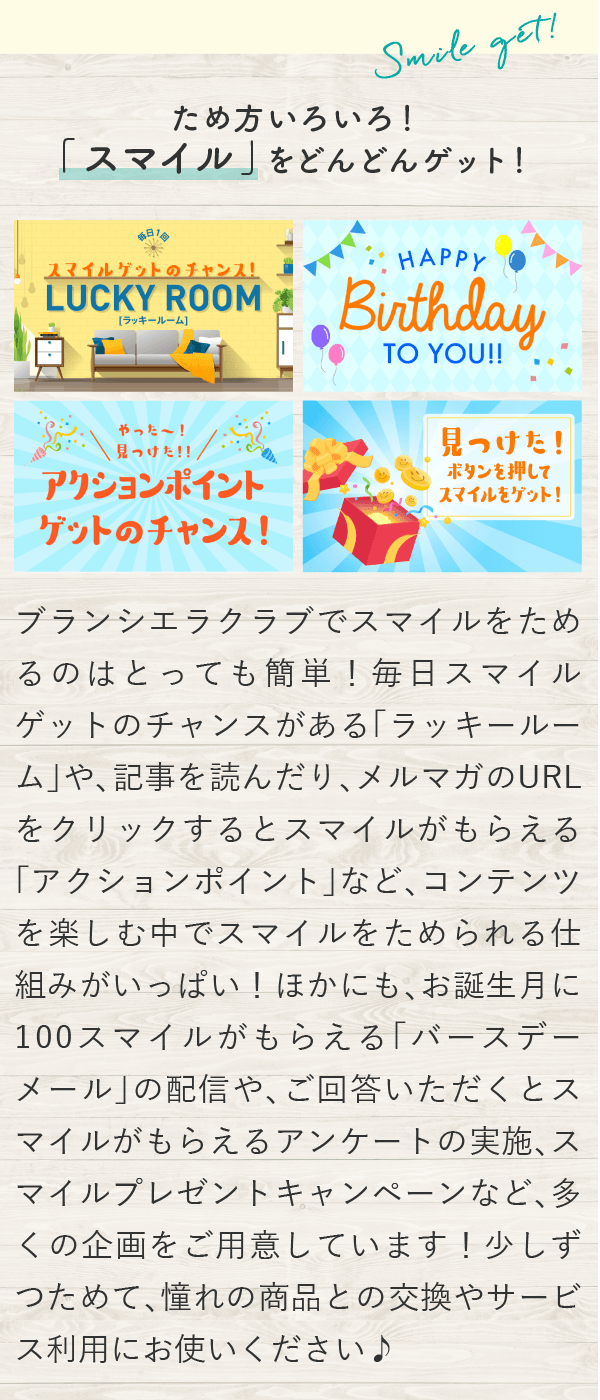 Smile get!
ため方いろいろ！
「スマイル」をどんどんゲット！
毎日1回
スマイルゲットのチャンス！
LUCKY ROOM
[ラッキールーム]
HAPPY
Birthday
TO YOU!!
やった〜！
見つけた！！
アクションポイント
ゲットのチャンス！
見つけた！
ボタンを押して
スマイルをゲット！
ブランシエラクラブでスマイルをため
るのはとっても簡単！毎日スマイル
ゲットのチャンスがある「ラッキールー
ム」や、記事を読んだり、メルマガのURL
をクリックするとスマイルがもらえる
「アクションポイント」など、コンテンツ
を楽しむ中でスマイルをためられる仕
組みがいっぱい！ほかにも、お誕生月に
100スマイルがもらえる「バースデー
メール」の配信や、ご回答いただくとス
マイルがもらえるアンケートの実施、ス
マイルプレゼントキャンペーンなど、多
くの企画をご用意しています！少しず
つためて、憧れの商品との交換やサービ
ス利用にお使いください♪